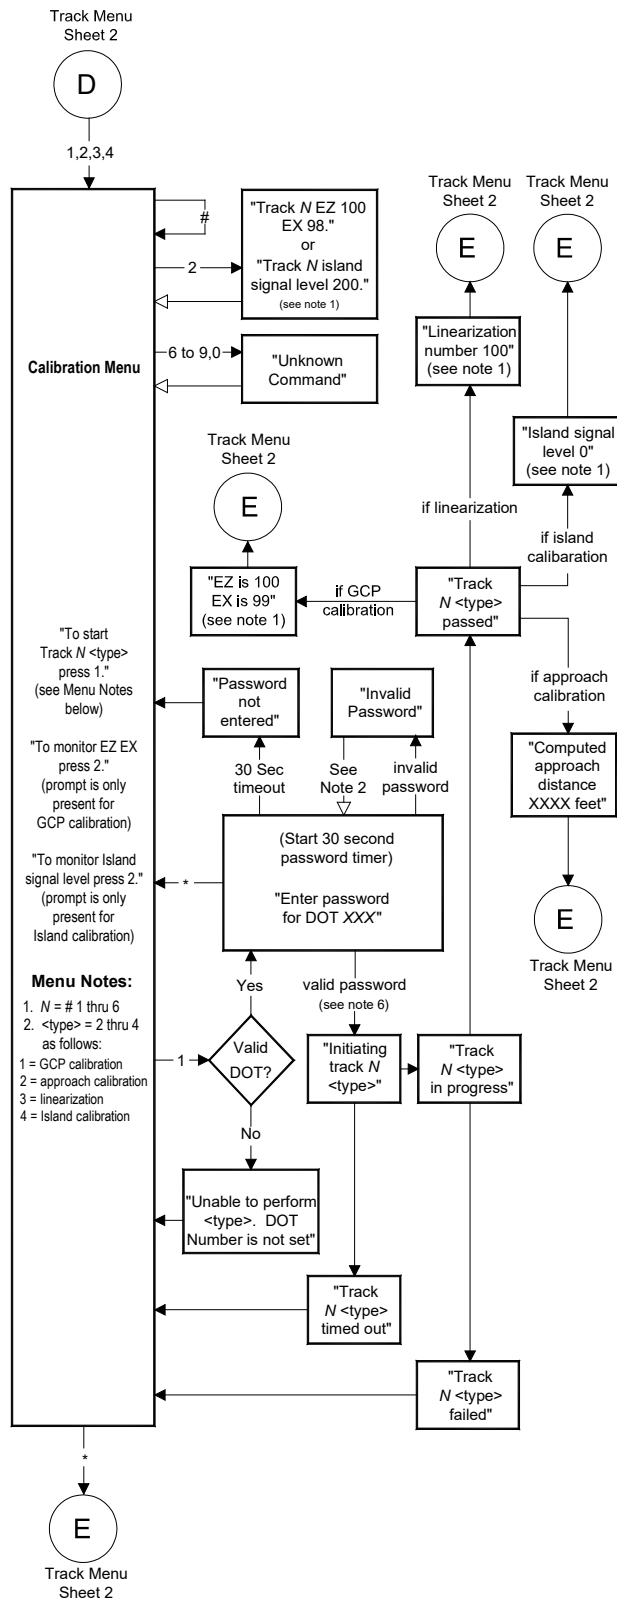 Track Menu
Sheet 2
D
1,2,3,4
#
2
"Track N EZ 100
EX 98."
or
"Track N island
signal level 200."
(see note 1)
6 to 9,0
"Unknown
Command"
Calibration Menu
Track Menu
Sheet 2
E
Track Menu
Sheet 2
E
"Linearization
number 100"
(see note 1)
"Island signal
level 0"
(see note 1)
Track Menu
Sheet 2
E
if linearization
if island
calibaration
"EZ is 100
EX is 99"
(see note 1)
if GCP
calibration
"Track
N <type>
passed"
"To start
Track N <type>
press 1."
(see Menu Notes
below)
"Password
not
entered"
"Invalid
Password"
if approach
calibration
"To monitor EZ EX
press 2."
(prompt is only
present for
GCP calibration)
30 Sec
timeout
See
Note 2
invalid
password
"Computed
approach
distance
XXXX feet"
"To monitor Island
signal level press 2."
(prompt is only
present for
Island calibration)
*
(Start 30 second
password timer)
"Enter password
for DOT XXX"
E
Track Menu
Sheet 2
Menu Notes:
1. N = # 1 thru 6
2. <type> = 2 thru 4
as follows:
1 = GCP calibration
2 = approach calibration
3 = linearization
4 = Island calibration
Yes
valid password
(see note 6)
1
Valid
DOT?
"Initiating
track N
<type>"
"Track
N <type>
in progress"
No
"Unable to perform
<type>. DOT
Number is not set"
"Track
N <type>
timed out"
"Track
N <type>
failed"
*
E
Track Menu
Sheet 2